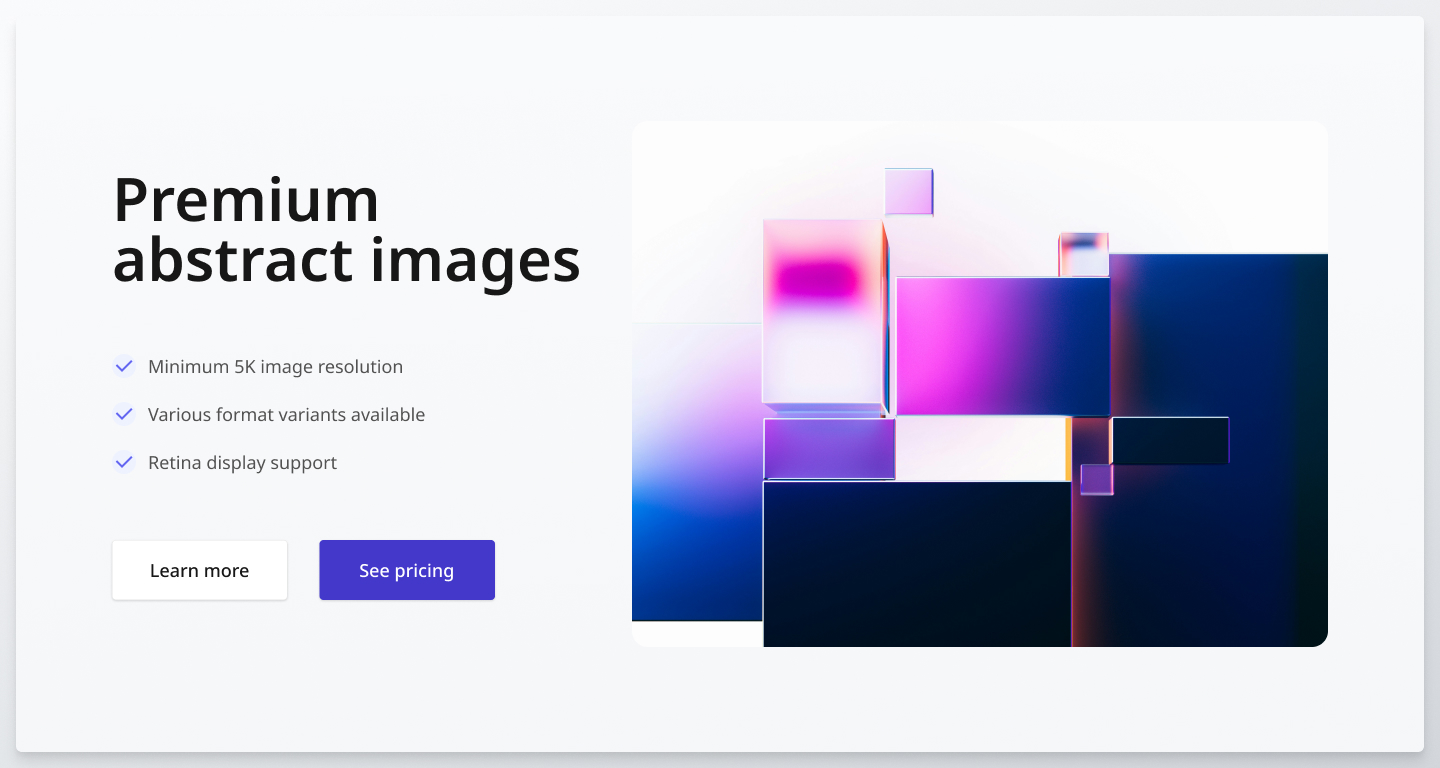 Premium
abstract images
Minimum 5K image resolution
Various format variants available
Retina display support
Learn more
See pricing